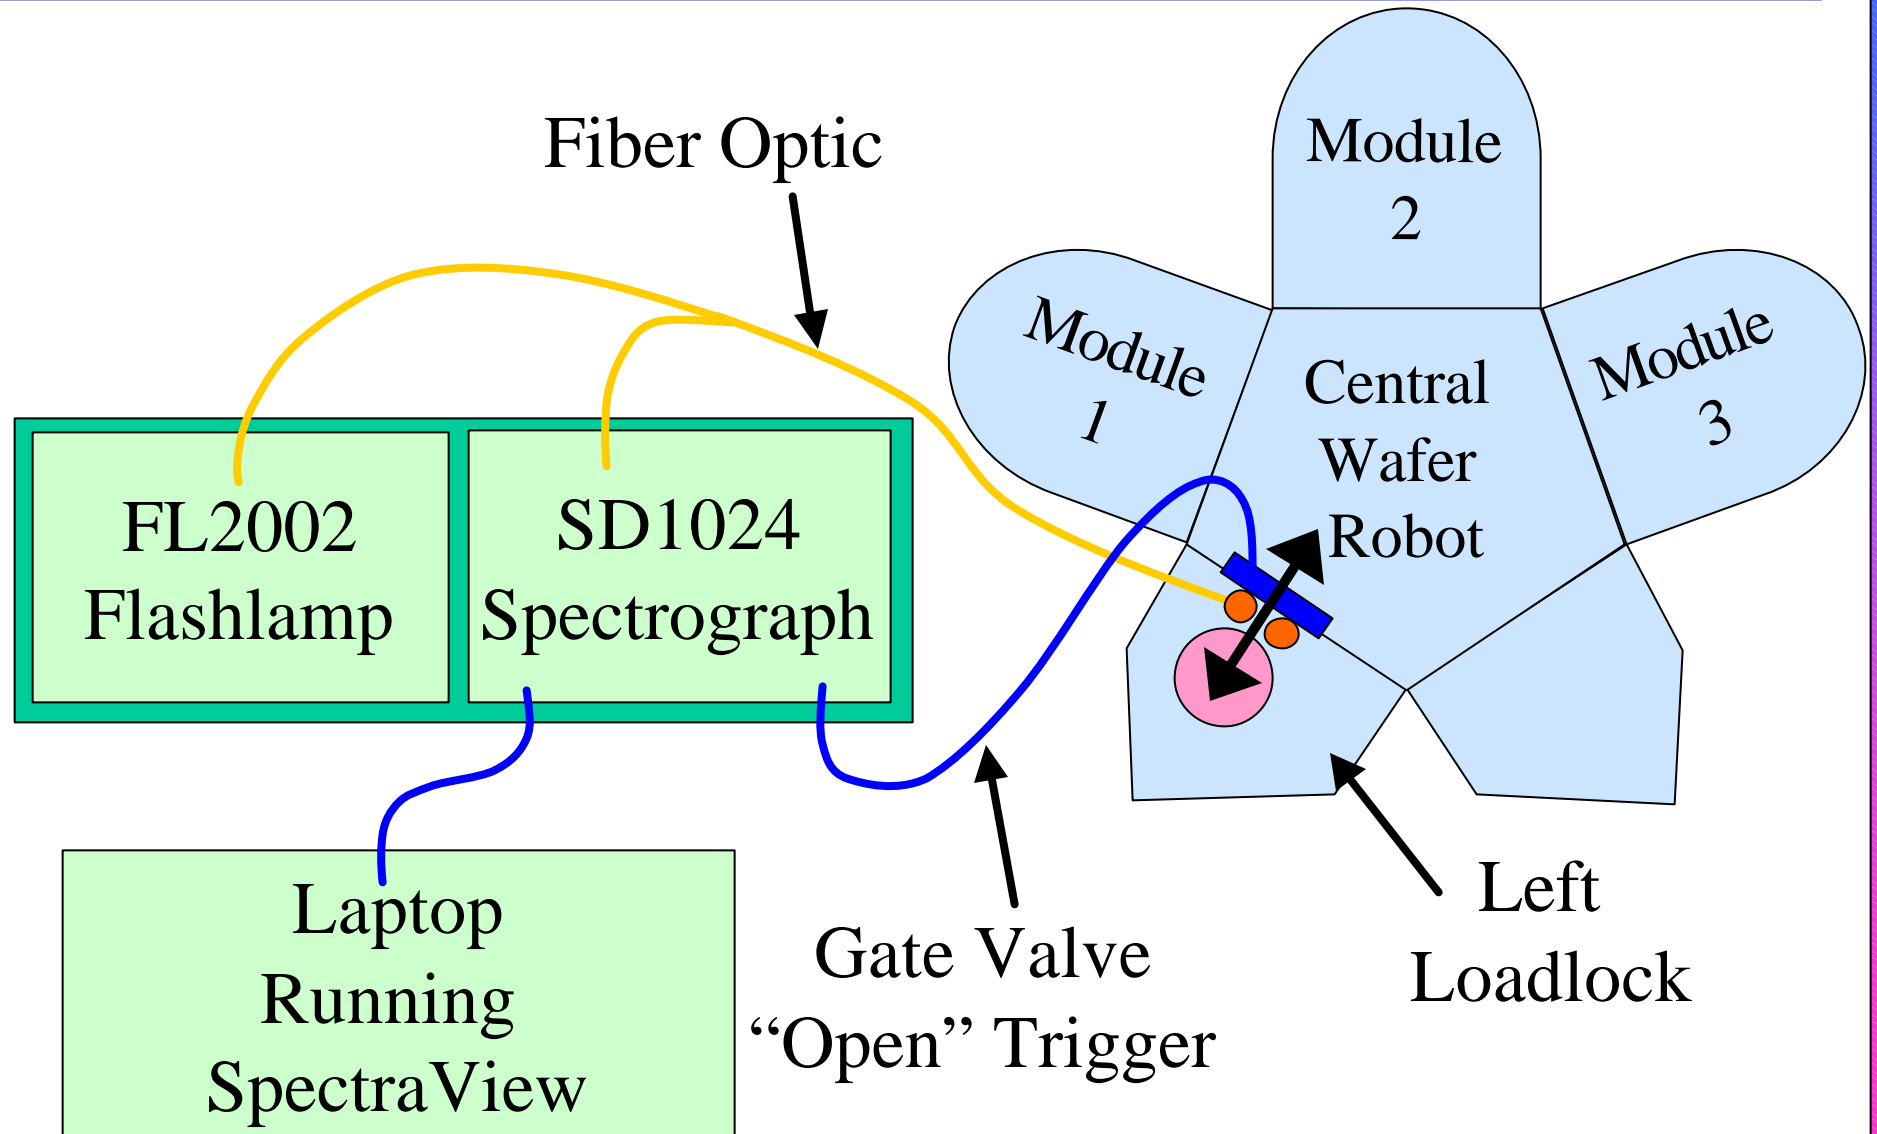 Fiber Optic
Module
2
Module
1
Central
Wafer
Robot
Module
3
FL2002
Flashlamp
SD1024
Spectrograph
Laptop
Running
SpectraView
Gate Valve
“Open” Trigger
Left
Loadlock